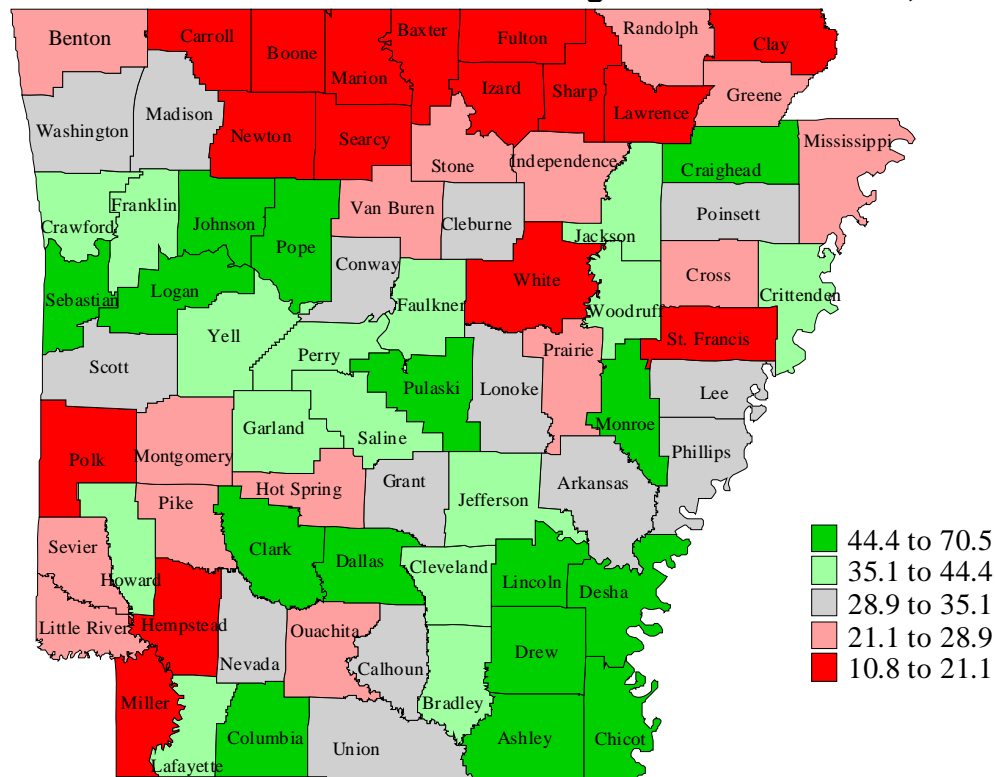 Benton
Carroll
Boone
Marion
Baxter
Fulton
Randolph
Clay
Izard
Sharp
Lawrence
Greene
Washington
Madison
Newton
Searcy
Stone
Independence
Craighead
Mississippi
Crawford
Franklin
Johnson
Pope
Van Buren
Cleburne
Jackson
Poinsett
Sebastian
Logan
Conway
Faulkner
White
Woodruff
Cross
Crittenden
Scott
Yell
Perry
Pulaski
Lonoke
Prairie
St. Francis
Lee
Monroe
Phillips
Polk
Montgomery
Garland
Saline
Hot Spring
Grant
Jefferson
Arkansas
Sevier
Howard
Pike
Clark
Dallas
Cleveland
Lincoln
Desha
Little River
Hempstead
Nevada
Ouachita
Calhoun
Bradley
Drew
Miller
Lafayette
Columbia
Union
Ashley
Chicot
44.4 to 70.5
35.1 to 44.4
28.9 to 35.1
21.1 to 28.9
10.8 to 21.1